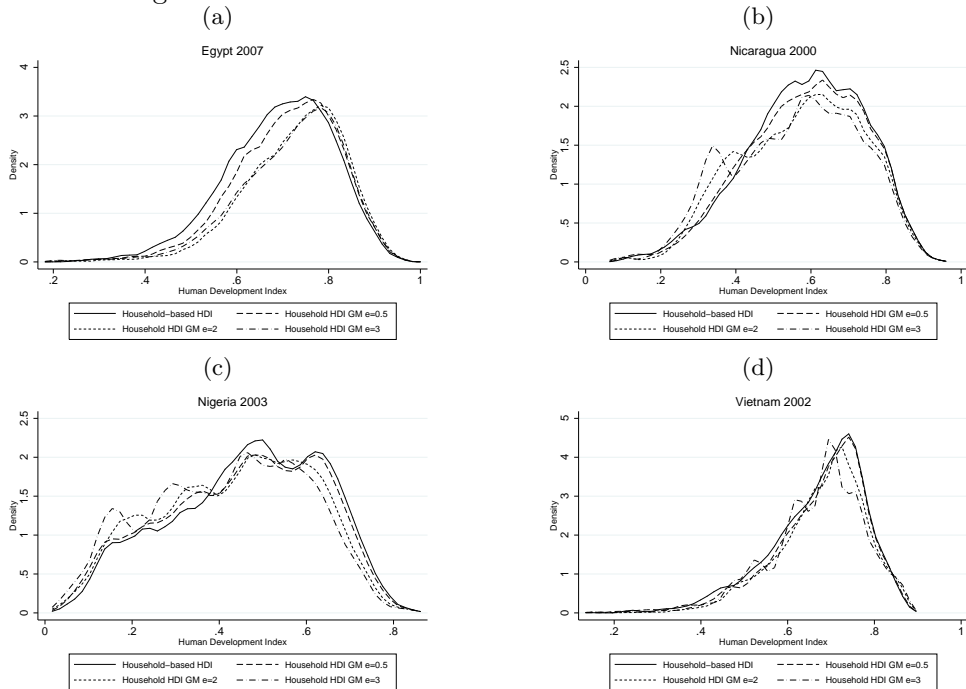 (a)
Egypt 2007
Density
0
1
2
3
4
.2
.4
.6
.8
1
Human Development Index
Household−based HDI
Household HDI GM e=0.5
Household HDI GM e=2
Household HDI GM e=3
(b)
Nicaragua 2000
Density
0
.5
1
1.5
2
2.5
0
.2
.4
.6
.8
1
Human Development Index
Household−based HDI
Household HDI GM e=0.5
Household HDI GM e=2
Household HDI GM e=3
(c)
Nigeria 2003
Density
0
.5
1
1.5
2
2.5
0
.2
.4
.6
.8
Human Development Index
Household−based HDI
Household HDI GM e=0.5
Household HDI GM e=2
Household HDI GM e=3
(d)
Vietnam 2002
Density
0
1
2
3
4
5
.2
.4
.6
.8
1
Human Development Index
Household−based HDI
Household HDI GM e=0.5
Household HDI GM e=2
Household HDI GM e=3